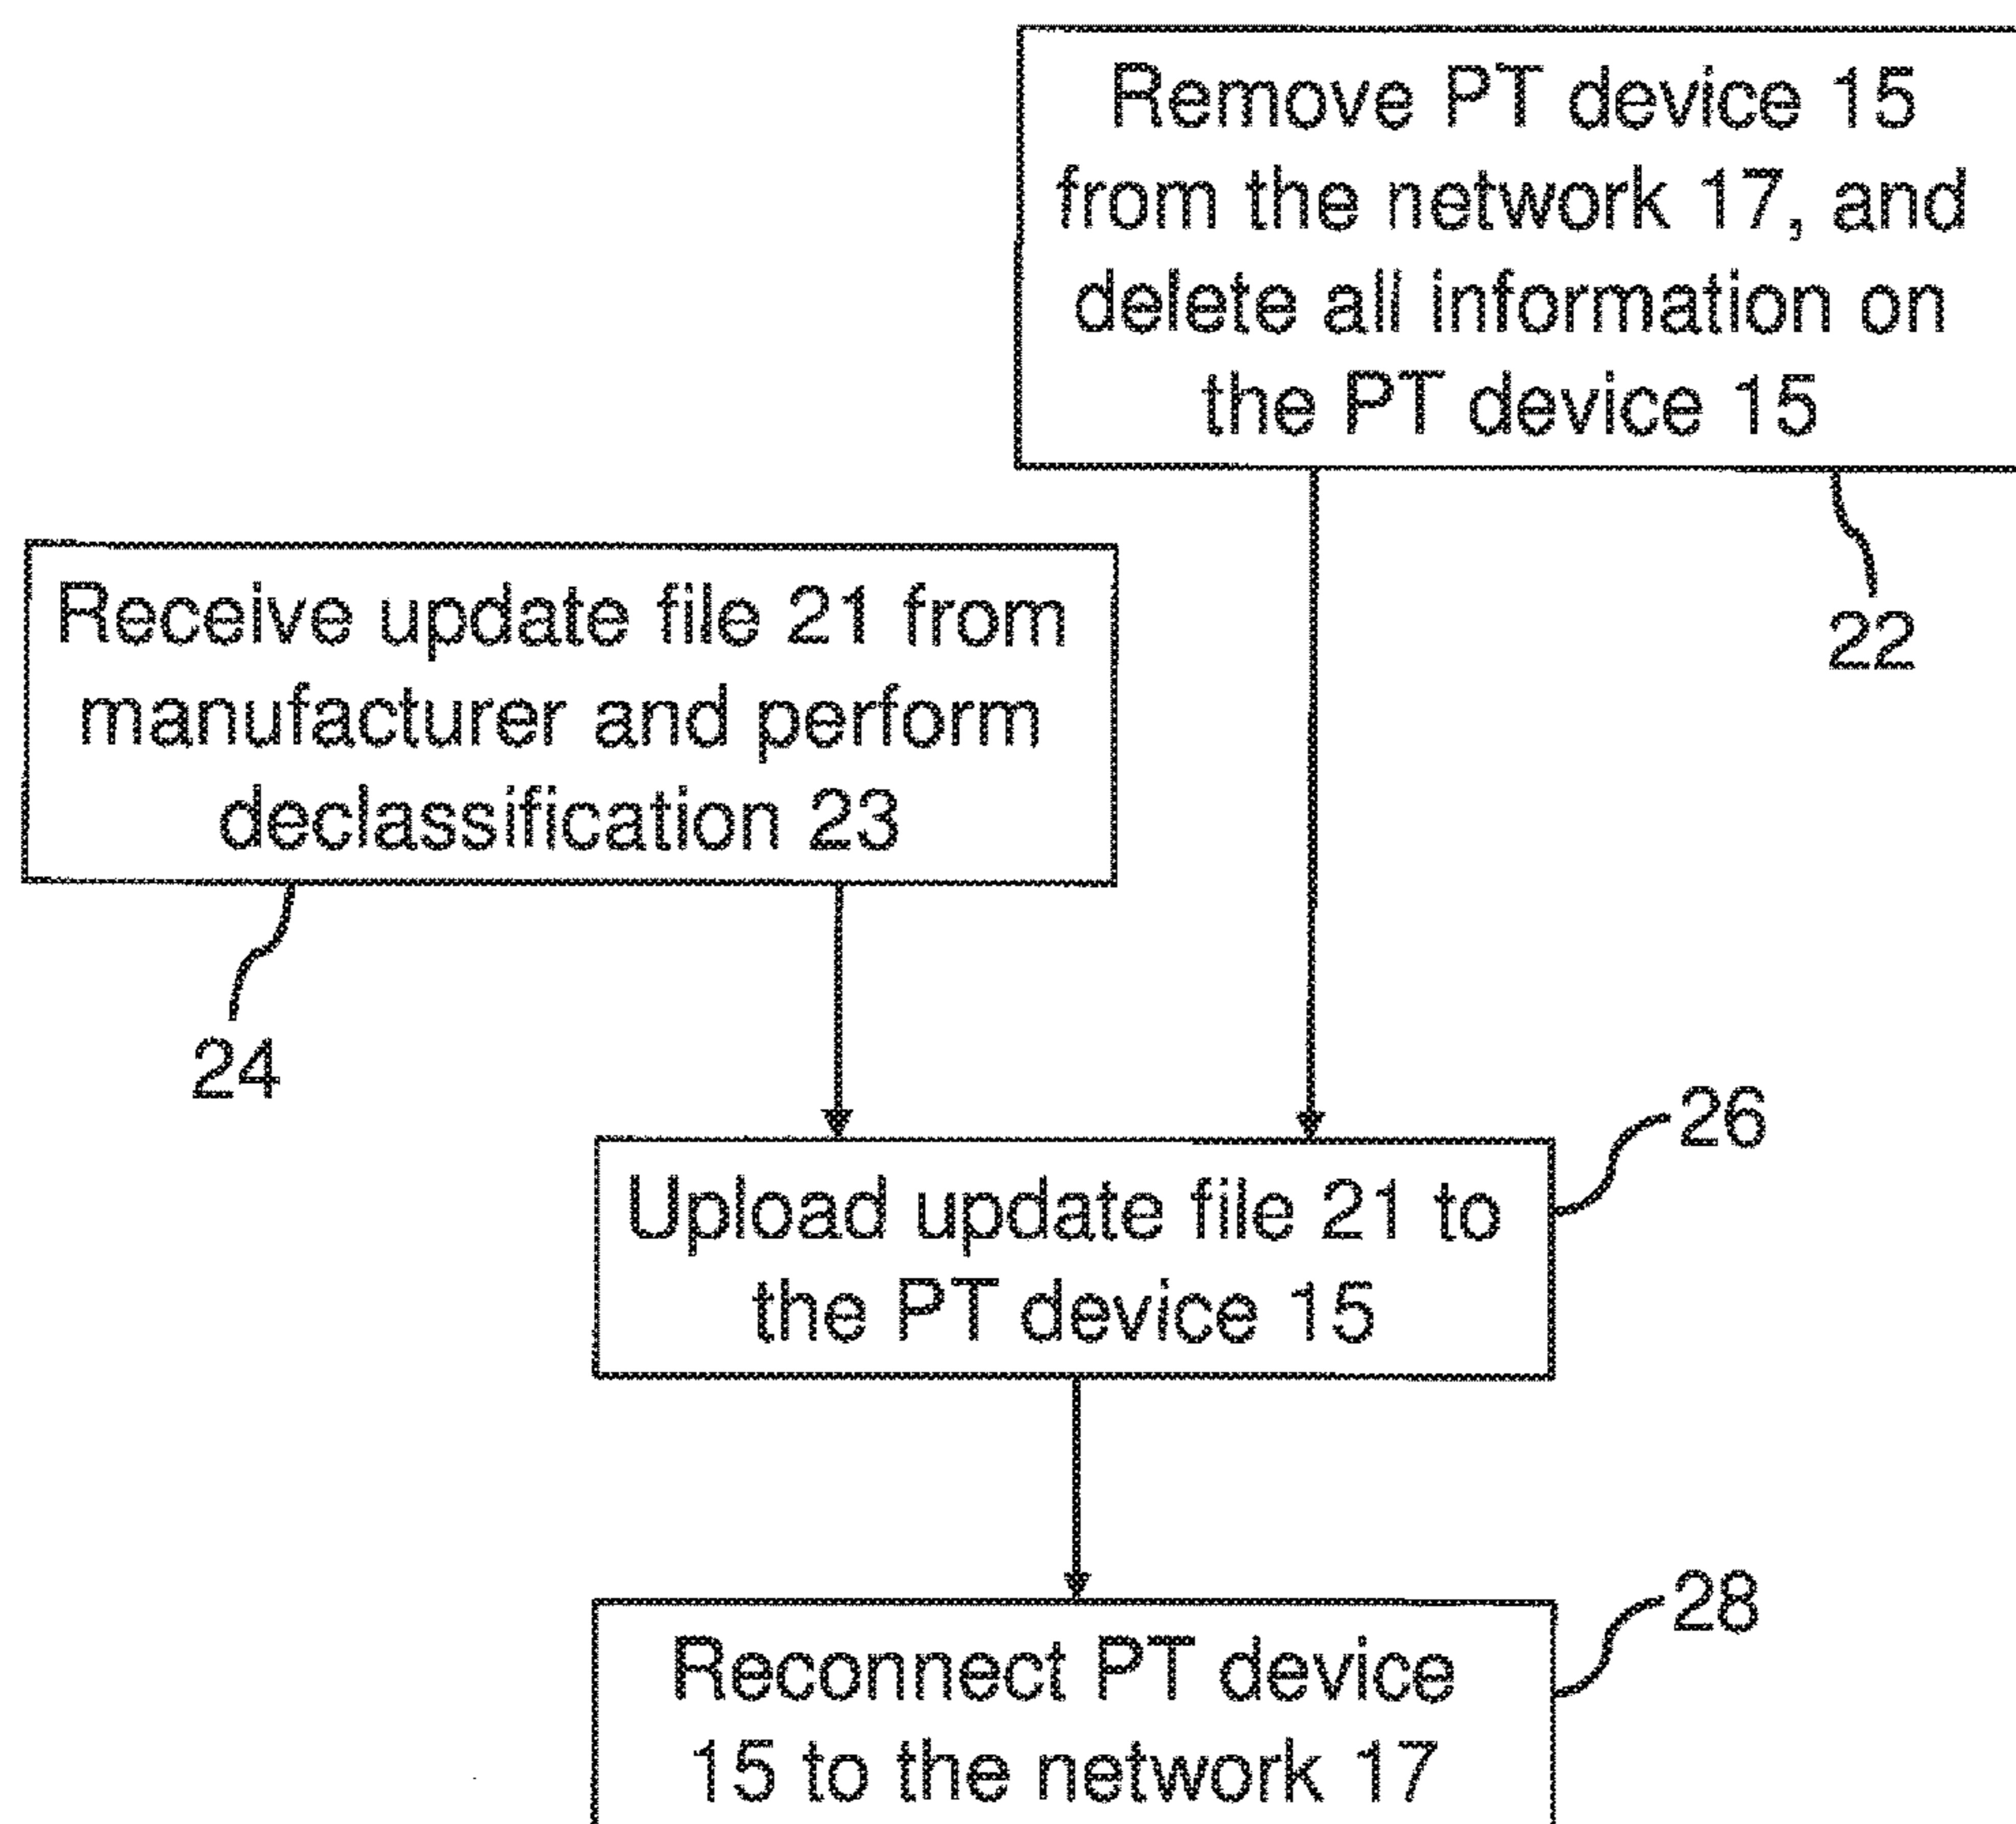 Remove PT device 15
from the network 17, and
delete all information on
the PT device 15
22
Receive update file 21 from
manufacturer and perform
declassification 23
24
26
Upload update file 21 to
the PT device 15
28
Reconnect PT device
15 to the network 17